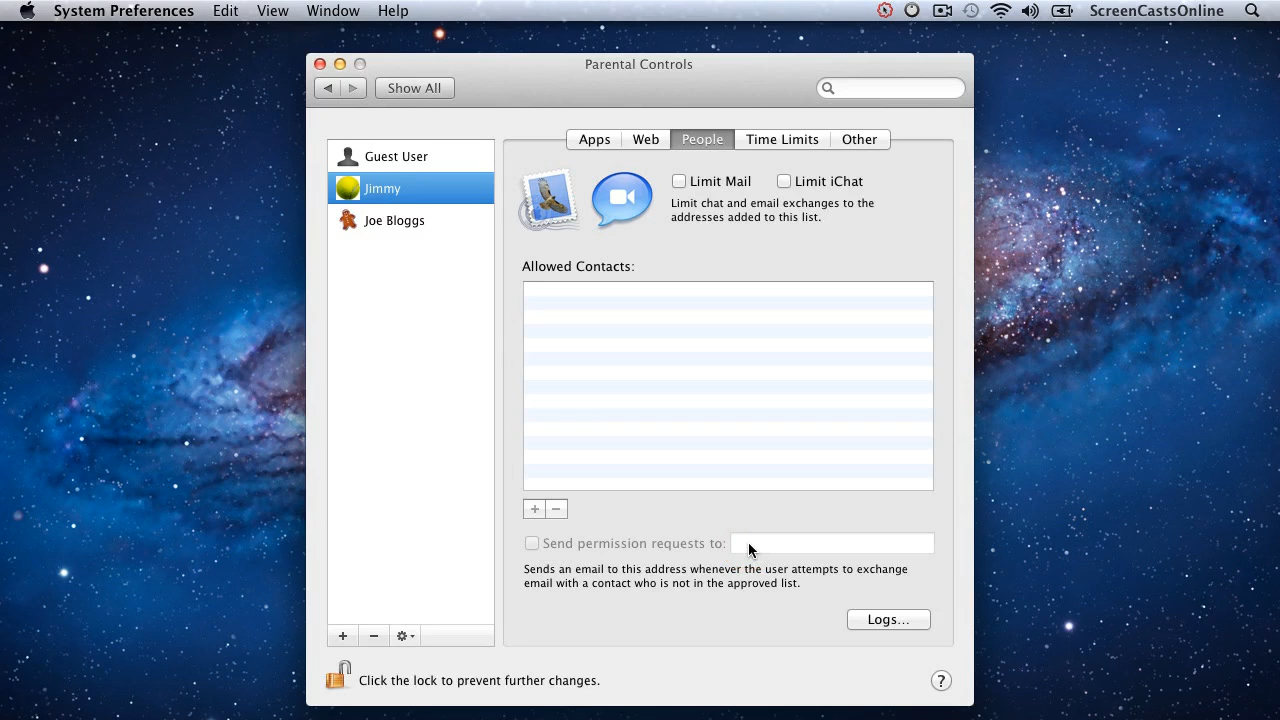 System Preferences Edit View Window Help ScreenCastsOnline
Parental Controls
Show All
Apps Web People Time Limits Other
Guest User
Jimmy
Joe Bloggs
Limit Mail Limit iChat
Limit chat and email exchanges to the
addresses added to this list.
Allowed Contacts:
+ −
Send permission requests to:
Sends an email to this address whenever the user attempts to exchange
email with a contact who is not in the approved list.
Logs...
+ −
Click the lock to prevent further changes.
?